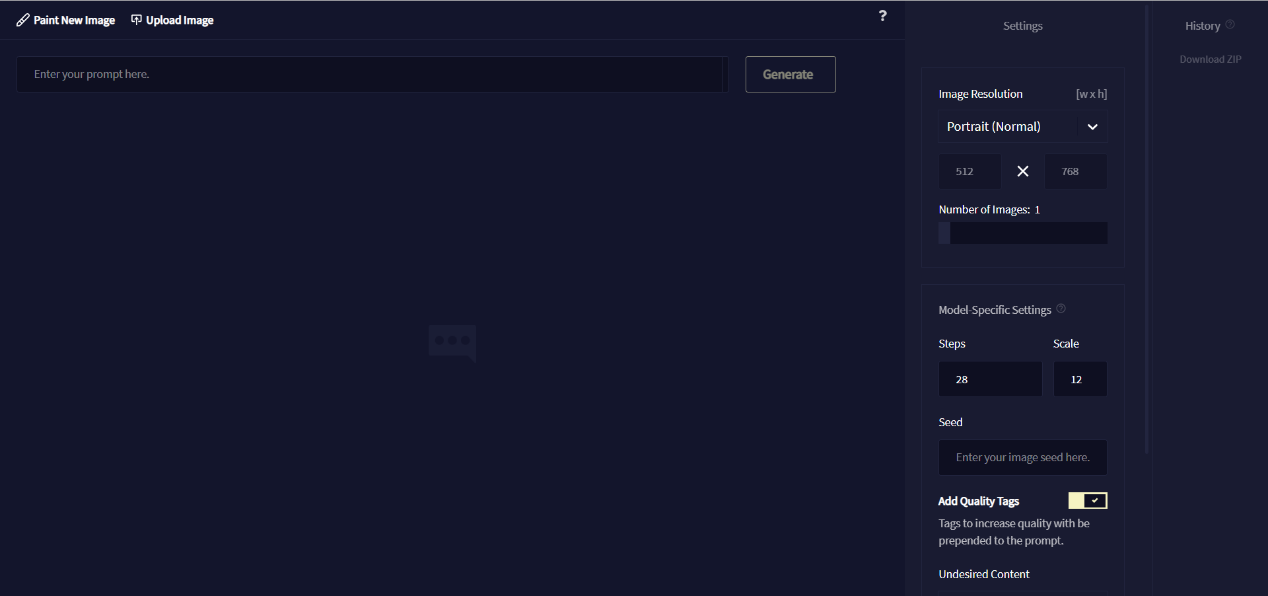 Paint New Image
Upload Image
?
Settings
History
Download ZIP
Enter your prompt here.
Generate
Image Resolution
[w x h]
Portrait (Normal)
512
768
Number of Images: 1
Model-Specific Settings
Steps
Scale
28
12
Seed
Enter your image seed here.
Add Quality Tags
Tags to increase quality with be
prepended to the prompt.
Undesired Content